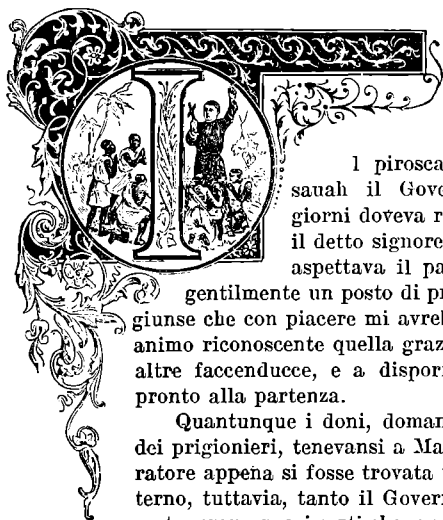 I
l pirosca
sauah il Gove
giorni doveva r
il detto signore
aspettava il pa
gentilmente un posto di pr
giunse che con piacere mi avrel
animo riconoscente quella graz
altre faccenducce, e a dispor
pronto alla partenza.
Quantunque i doni, doman
dei prigionieri, tenevansi a Ma
ratore appena si fosse trovata
terno, tuttavia, tanto il Govern